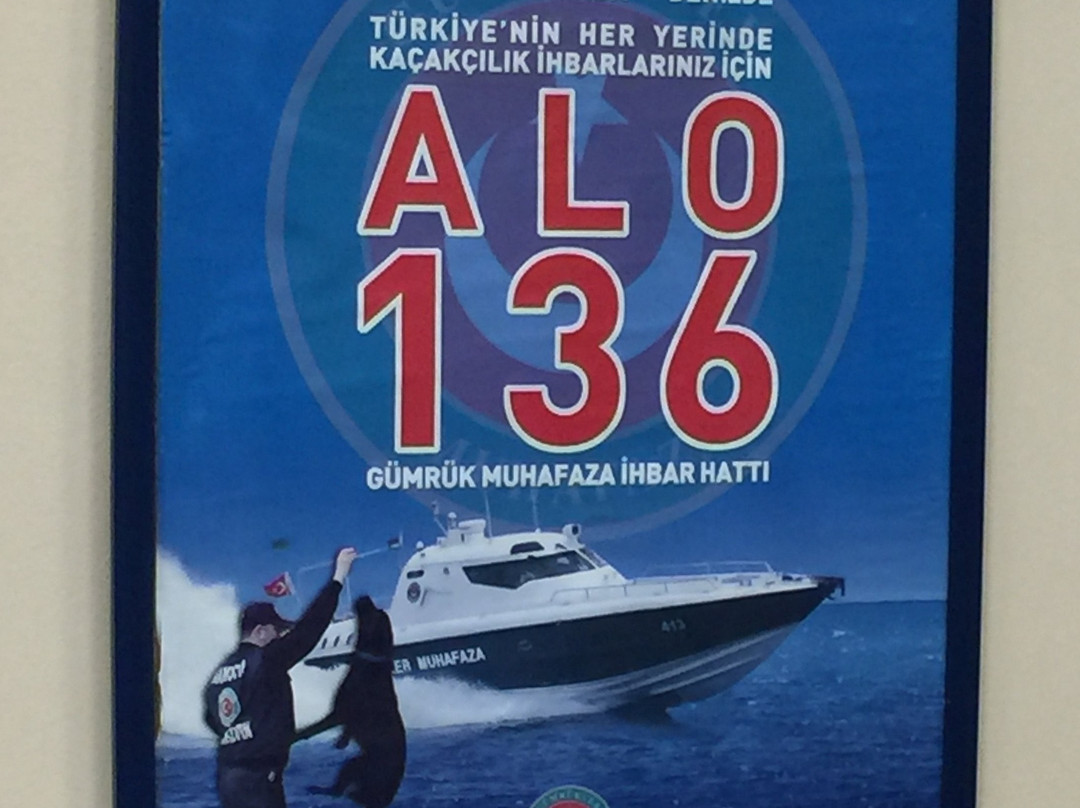 TÜRKİYE'NİN HER YERİNDE
KAÇAKÇILIK İHBARLARINIZ İÇİN
ALO
136
GÜMRÜK MUHAFAZA İHBAR HATTI
413
MUHAFAZA